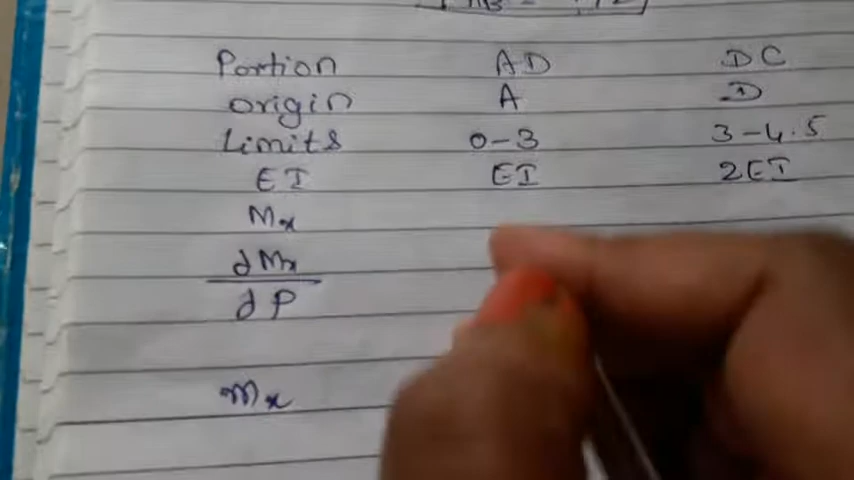 Portion AD DC
origin A D
Limits 0-3 3-4.5
EI EI 2EI
Mx
∂Mx
∂P
mx